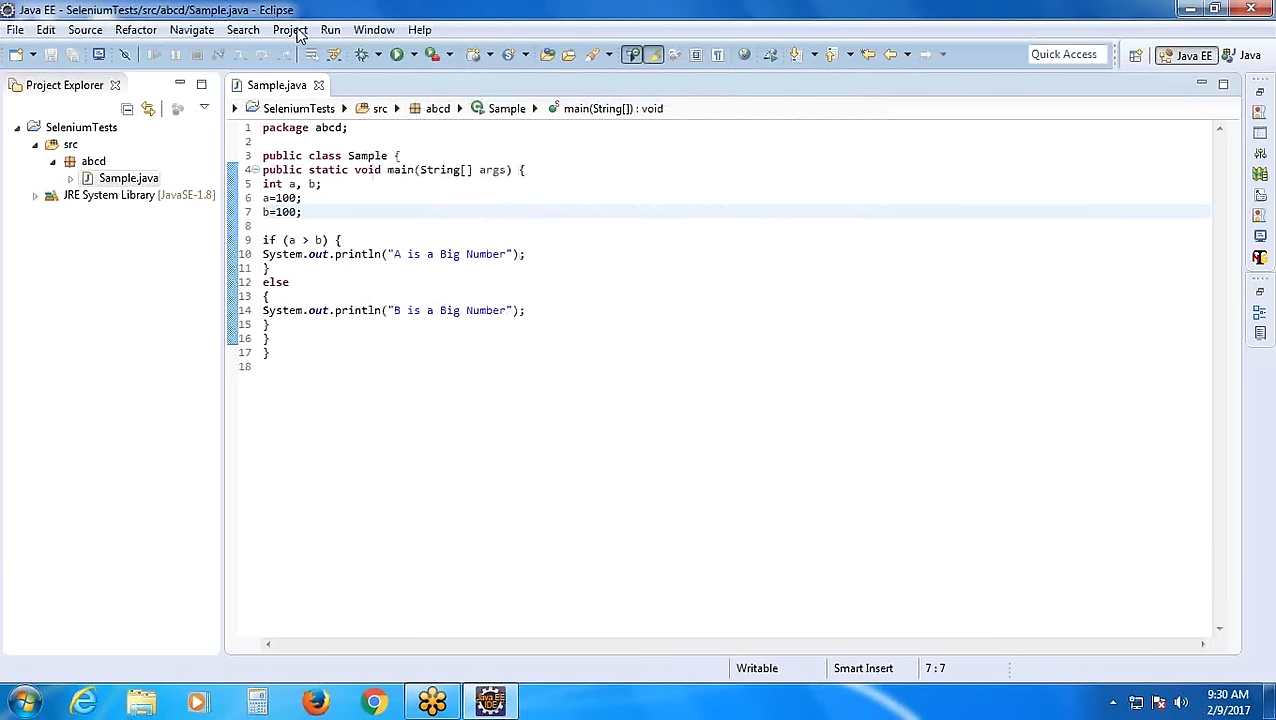 Java EE - SeleniumTests/src/abcd/Sample.java - Eclipse
File Edit Source Refactor Navigate Search Project Run Window Help
Quick Access Java EE Java
Project Explorer
SeleniumTests
src
abcd
Sample.java
JRE System Library [JavaSE-1.8]
Sample.java
SeleniumTests src abcd Sample main(String[]) : void
1 package abcd;
2
3 public class Sample {
4 public static void main(String[] args) {
5 int a, b;
6 a=100;
7 b=100;
8
9 if (a > b) {
10 System.out.println("A is a Big Number");
11 }
12 else
13 {
14 System.out.println("B is a Big Number");
15 }
16 }
17 }
18
Writable Smart Insert 7 : 7
Java EE
IDE
9:30 AM
2/9/2017